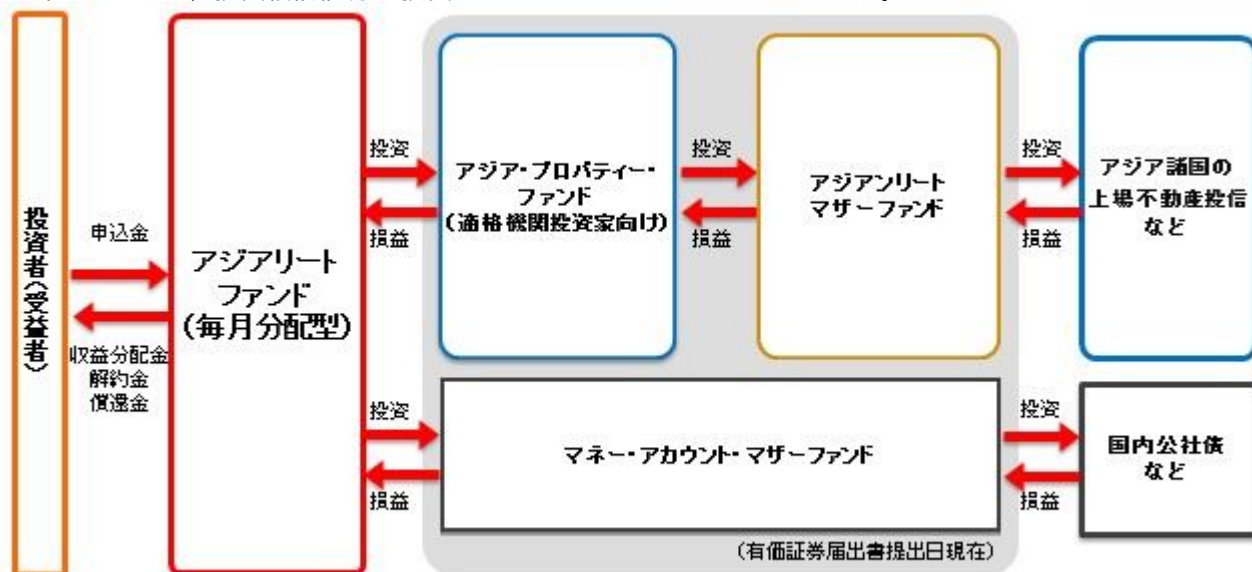 投資者(受益者)
申込金
収益分配金
解約金
償還金
アジアリート
ファンド
(毎月分配型)
投資
損益
アジア・プロパティー・
ファンド
(適格機関投資家向け)
投資
損益
アジアンリート
マザーファンド
投資
損益
アジア諸国の
上場不動産投信
など
投資
損益
マネー・アカウント・マザーファンド
投資
損益
国内公社債
など
(有価証券届出書提出日現在)